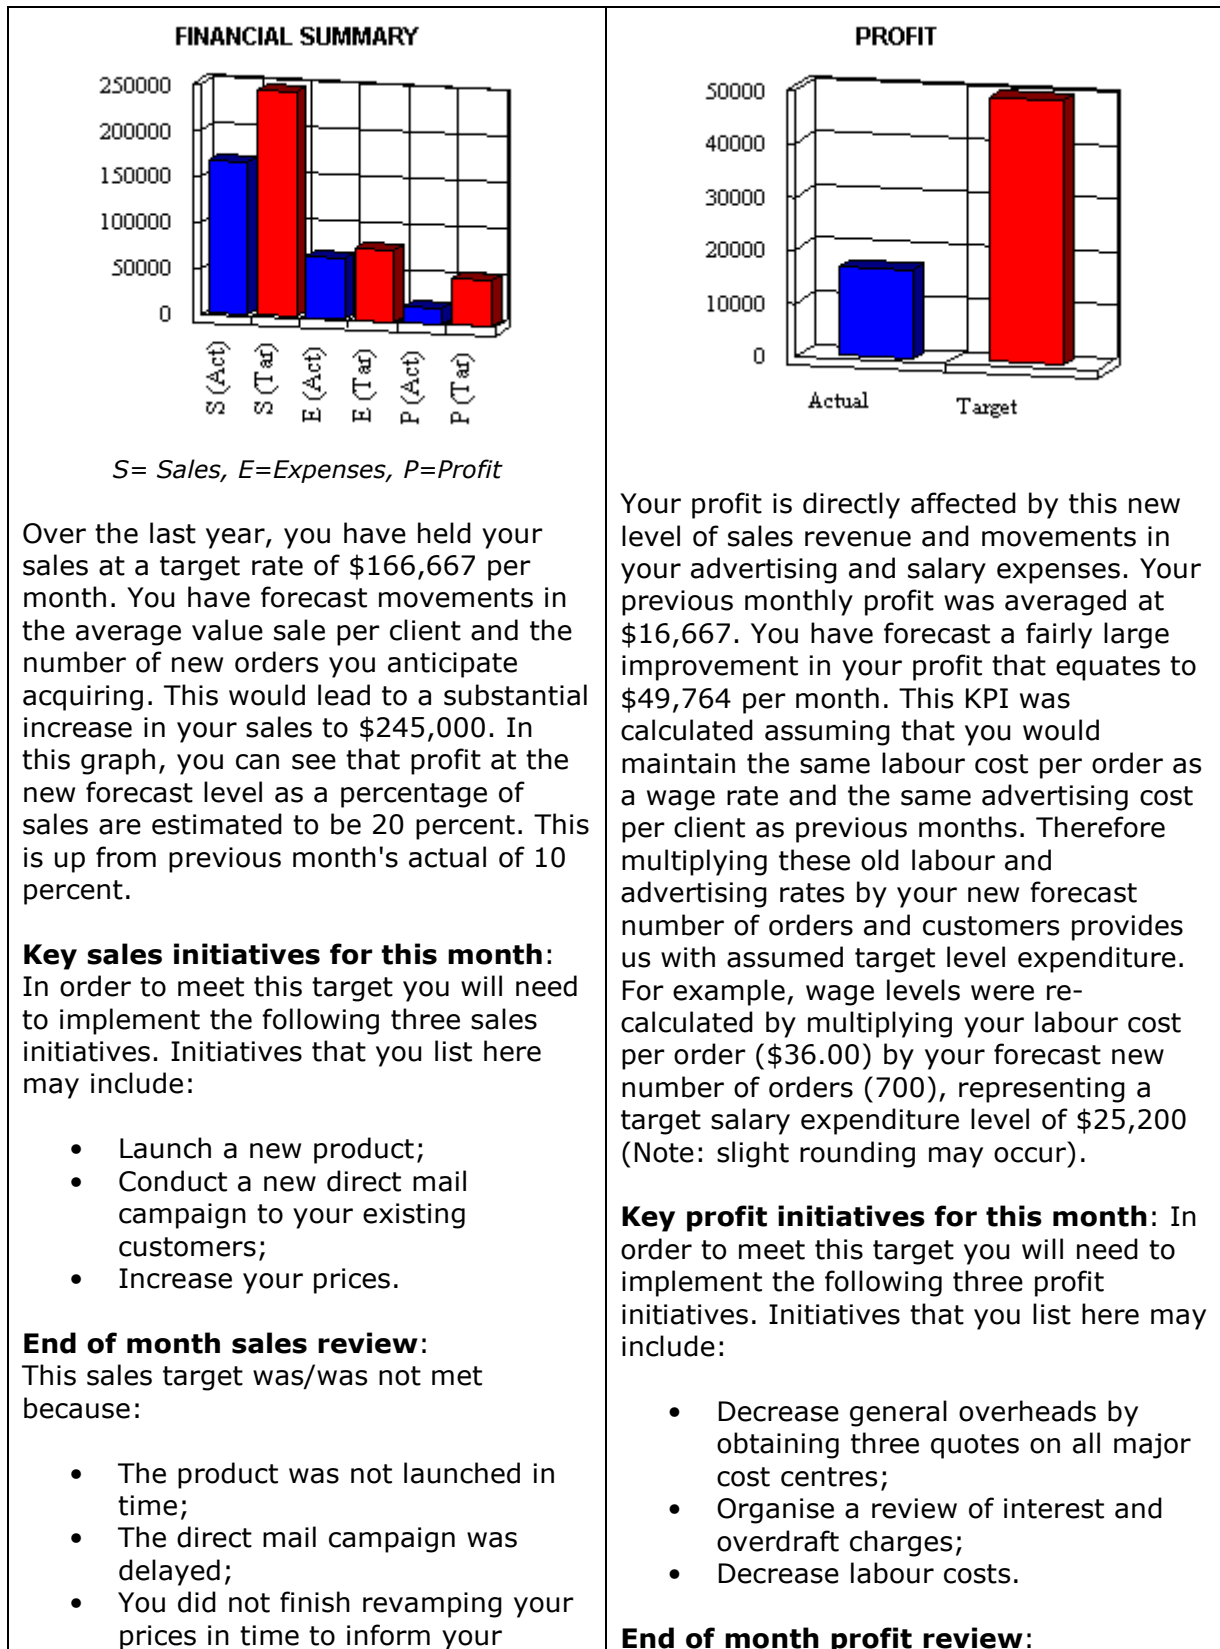 FINANCIAL SUMMARY
250000
200000
150000
100000
50000
0
S (Act)
S (Tar)
E (Act)
E (Tar)
P (Act)
P (Tar)
S= Sales, E=Expenses, P=Profit
Over the last year, you have held your
sales at a target rate of $166,667 per
month. You have forecast movements in
the average value sale per client and the
number of new orders you anticipate
acquiring. This would lead to a substantial
increase in your sales to $245,000. In
this graph, you can see that profit at the
new forecast level as a percentage of
sales are estimated to be 20 percent. This
is up from previous month's actual of 10
percent.
Key sales initiatives for this month:
In order to meet this target you will need
to implement the following three sales
initiatives. Initiatives that you list here
may include:
• Launch a new product;
• Conduct a new direct mail
campaign to your existing
customers;
• Increase your prices.
End of month sales review:
This sales target was/was not met
because:
• The product was not launched in
time;
• The direct mail campaign was
delayed;
• You did not finish revamping your
prices in time to inform your
PROFIT
50000
40000
30000
20000
10000
0
Actual
Target
Your profit is directly affected by this new
level of sales revenue and movements in
your advertising and salary expenses. Your
previous monthly profit was averaged at
$16,667. You have forecast a fairly large
improvement in your profit that equates to
$49,764 per month. This KPI was
calculated assuming that you would
maintain the same labour cost per order as
a wage rate and the same advertising cost
per client as previous months. Therefore
multiplying these old labour and
advertising rates by your new forecast
number of orders and customers provides
us with assumed target level expenditure.
For example, wage levels were re-
calculated by multiplying your labour cost
per order ($36.00) by your forecast new
number of orders (700), representing a
target salary expenditure level of $25,200
(Note: slight rounding may occur).
Key profit initiatives for this month: In
order to meet this target you will need to
implement the following three profit
initiatives. Initiatives that you list here may
include:
• Decrease general overheads by
obtaining three quotes on all major
cost centres;
• Organise a review of interest and
overdraft charges;
• Decrease labour costs.
End of month profit review: